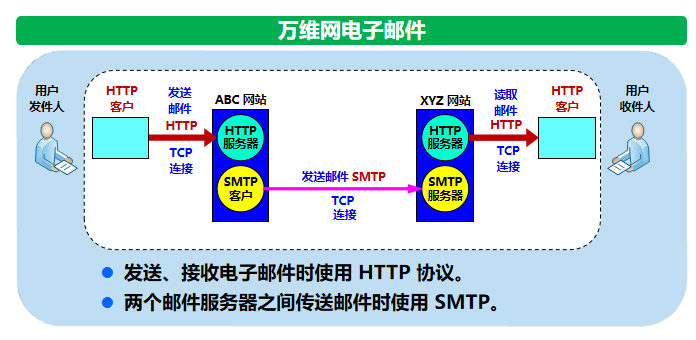 万维网电子邮件
用户
发件人
HTTP
客户
发送
邮件
HTTP
TCP
连接
ABC 网站
HTTP
服务器
SMTP
客户
发送邮件 SMTP
TCP
连接
XYZ 网站
HTTP
服务器
SMTP
服务器
读取
邮件
HTTP
TCP
连接
HTTP
客户
用户
收件人
发送、接收电子邮件时使用 HTTP 协议。
两个邮件服务器之间传送邮件时使用 SMTP。